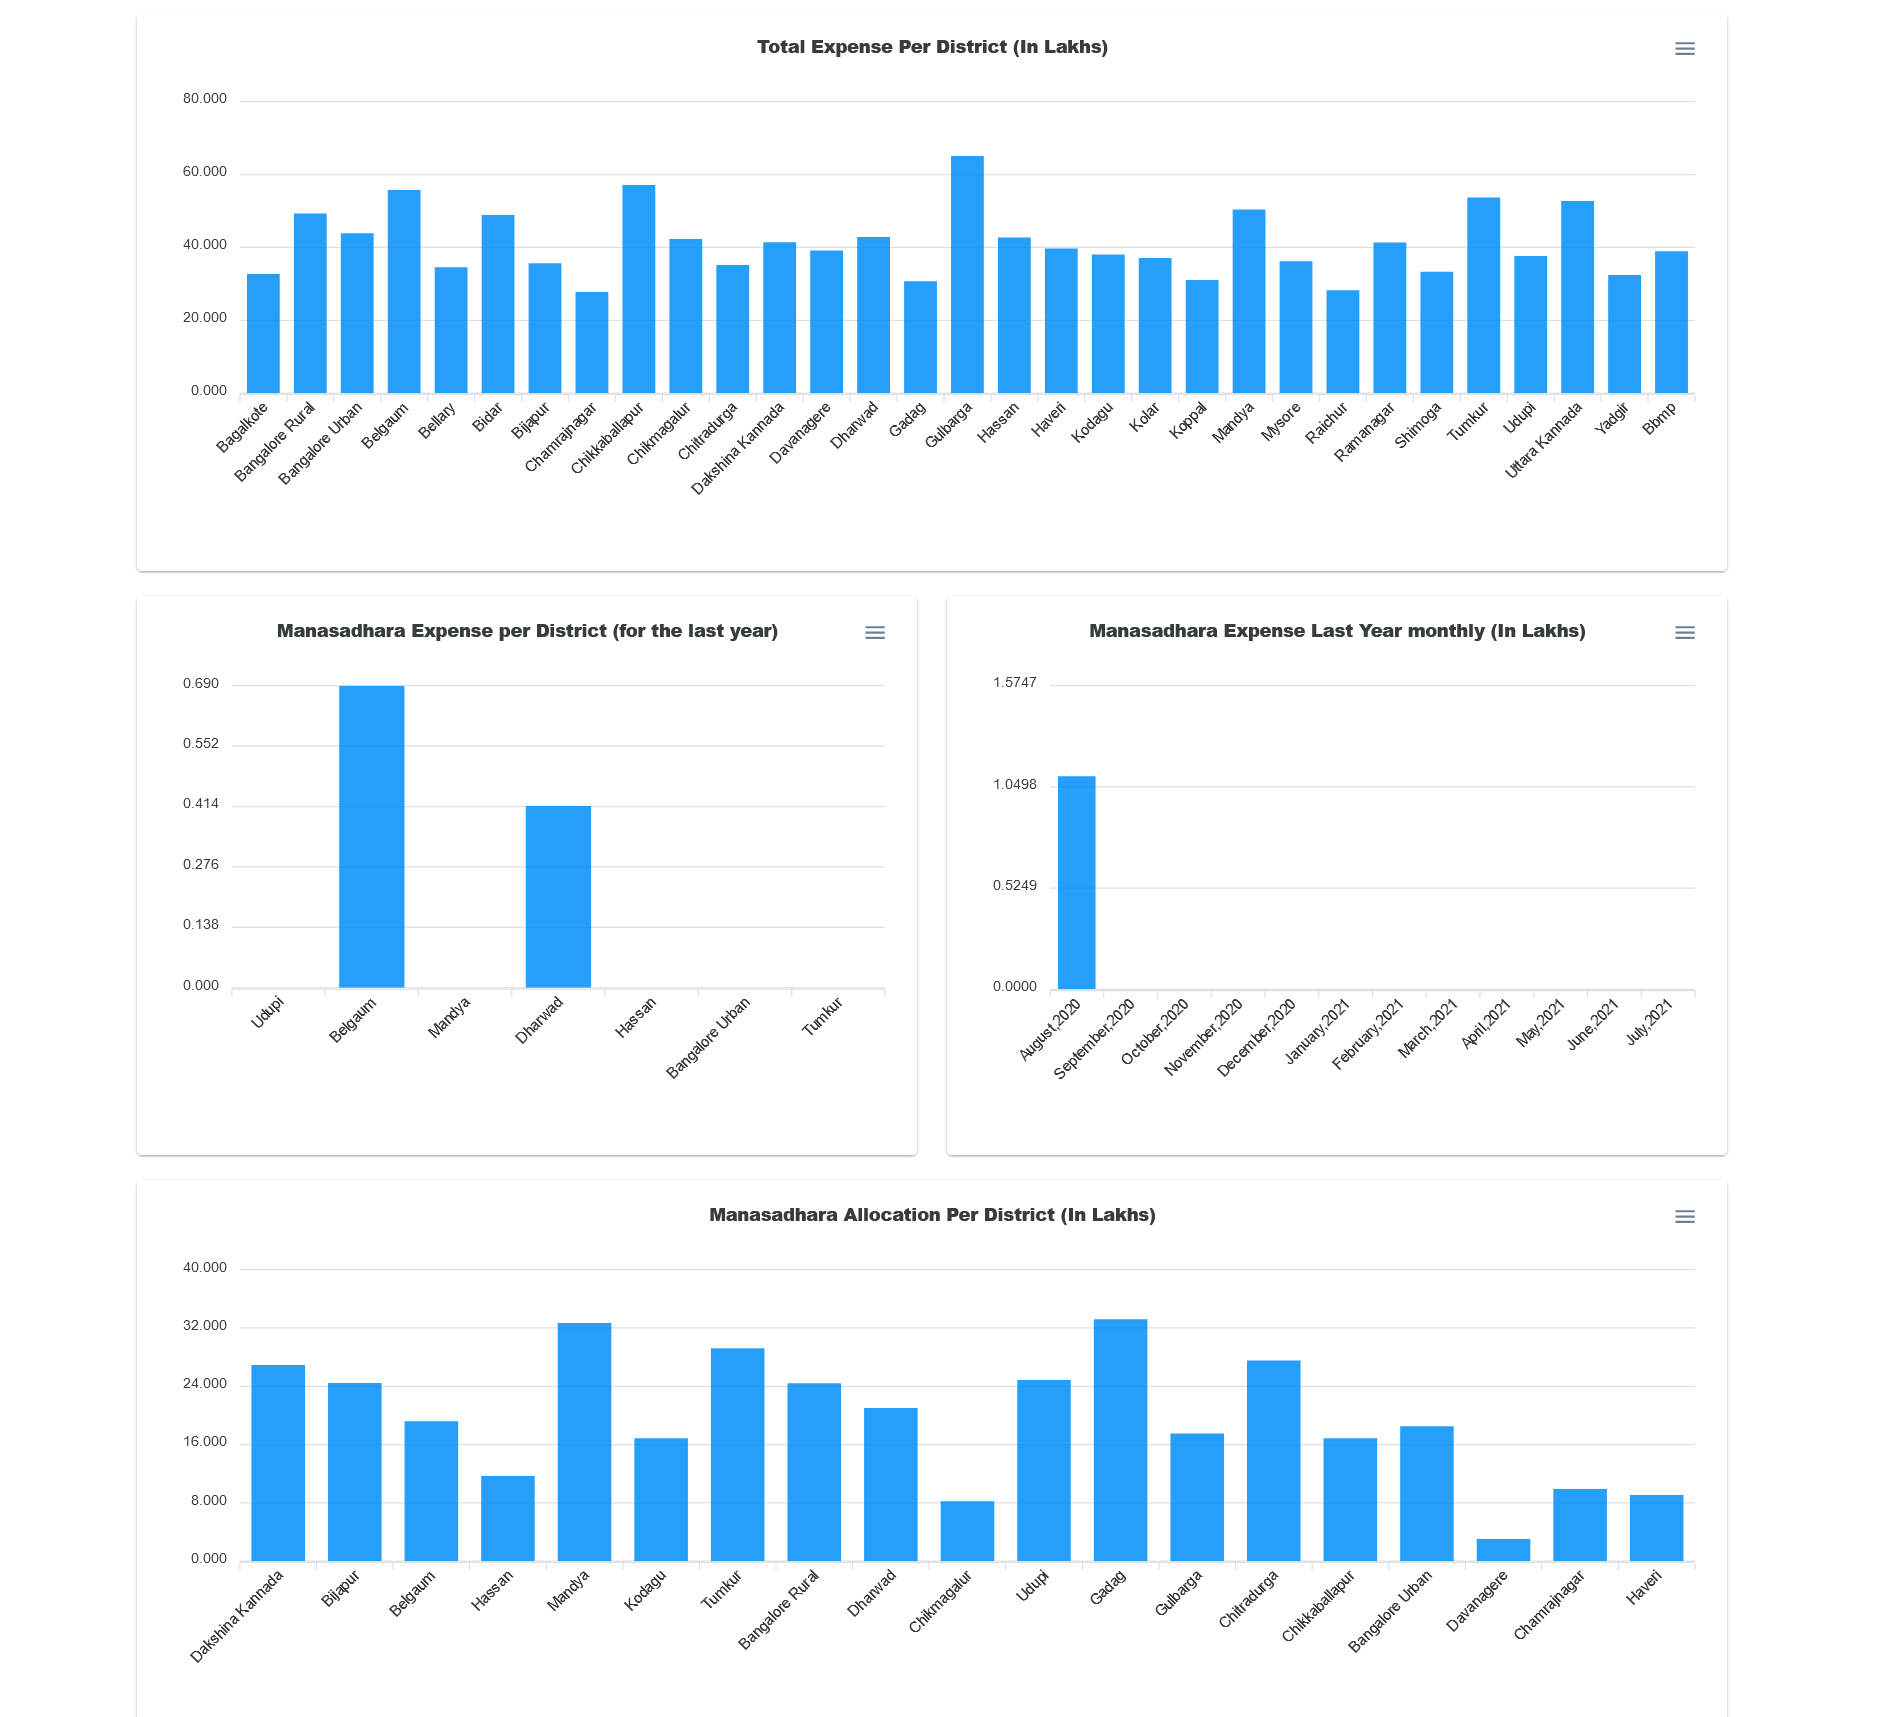 Total Expense Per District (In Lakhs)
80.000
60.000
40.000
20.000
0.000
Bagalkote
Bangalore Rural
Bangalore Urban
Belgaum
Bellary
Bidar
Bijapur
Chamrajnagar
Chikkaballapur
Chikmagalur
Chitradurga
Dakshina Kannada
Davanagere
Dharwad
Gadag
Gulbarga
Hassan
Haveri
Kodagu
Kolar
Koppal
Mandya
Mysore
Raichur
Ramanagar
Shimoga
Tumkur
Udupi
Uttara Kannada
Yadgir
Bbmp
Manasadhara Expense per District (for the last year)
0.690
0.552
0.414
0.276
0.138
0.000
Udupi
Belgaum
Mandya
Dharwad
Hassan
Bangalore Urban
Tumkur
Manasadhara Expense Last Year monthly (In Lakhs)
1.5747
1.0498
0.5249
0.0000
August,2020
September,2020
October,2020
November,2020
December,2020
January,2021
February,2021
March,2021
April,2021
May,2021
June,2021
July,2021
Manasadhara Allocation Per District (In Lakhs)
40.000
32.000
24.000
16.000
8.000
0.000
Dakshina Kannada
Bijapur
Belgaum
Hassan
Mandya
Kodagu
Tumkur
Bangalore Rural
Dharwad
Chikmagalur
Udupi
Gadag
Gulbarga
Chitradurga
Chikkaballapur
Bangalore Urban
Davanagere
Chamrajnagar
Haveri